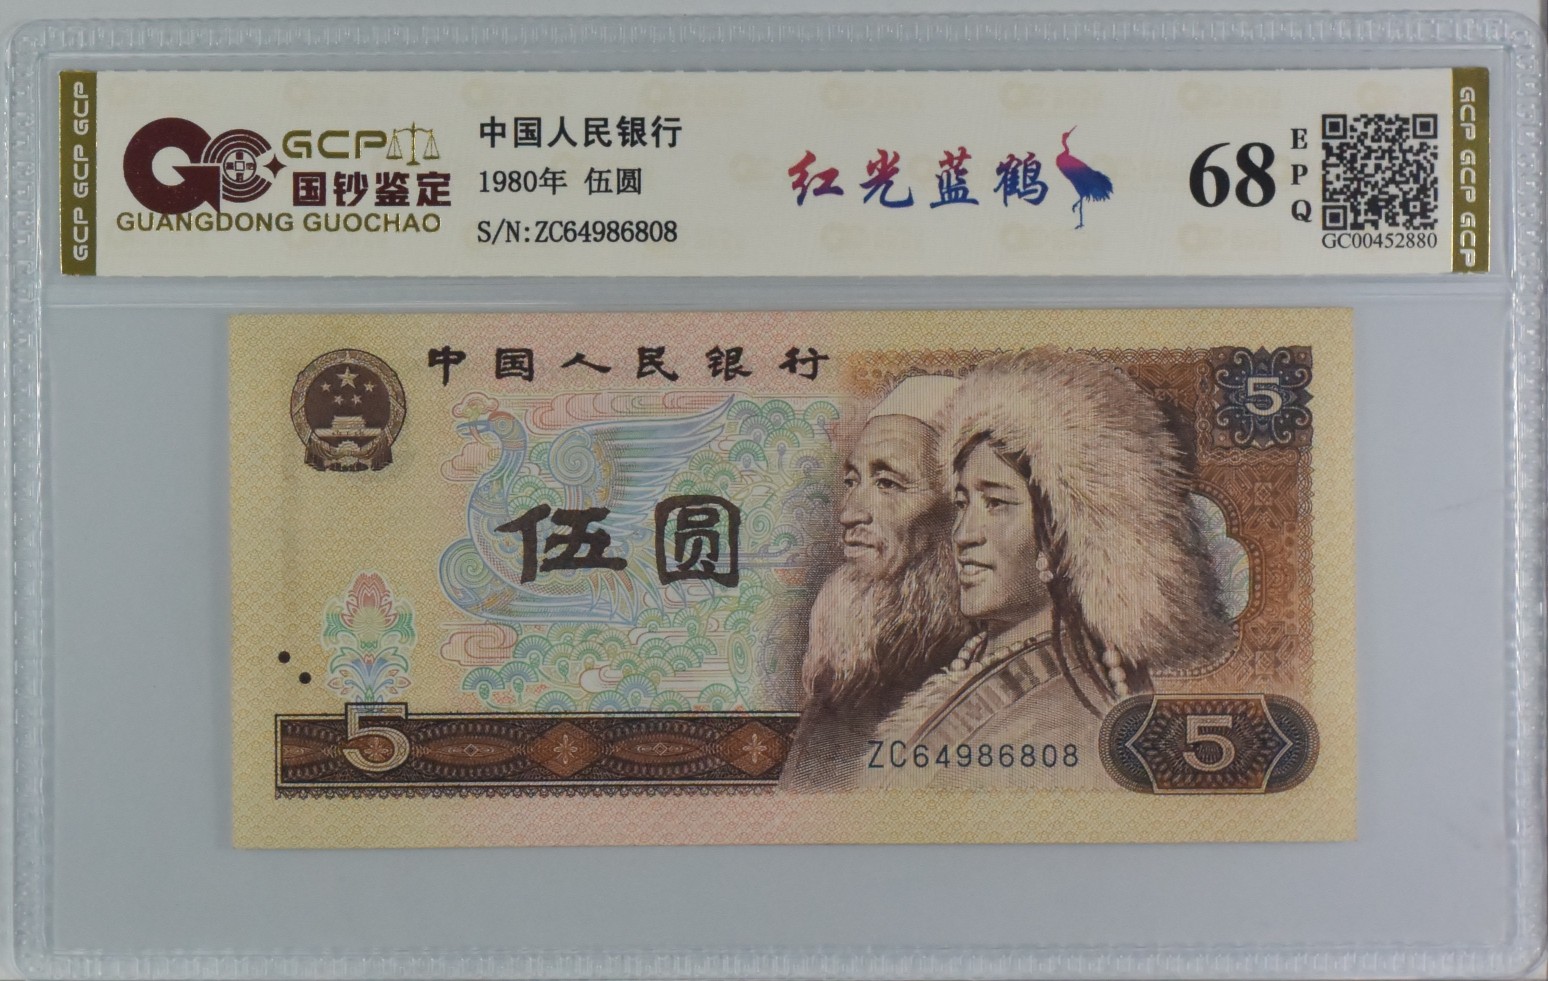 GCP GCP GCP
GCP
国钞鉴定
GUANGDONG GUOCHAO
中国人民银行
1980年 伍圆
S/N:ZC64986808
红光蓝鹤
68
EPQ
GC00452880
GCP GCP GCP
中国人民银行
5
伍圆
5
ZC64986808
5